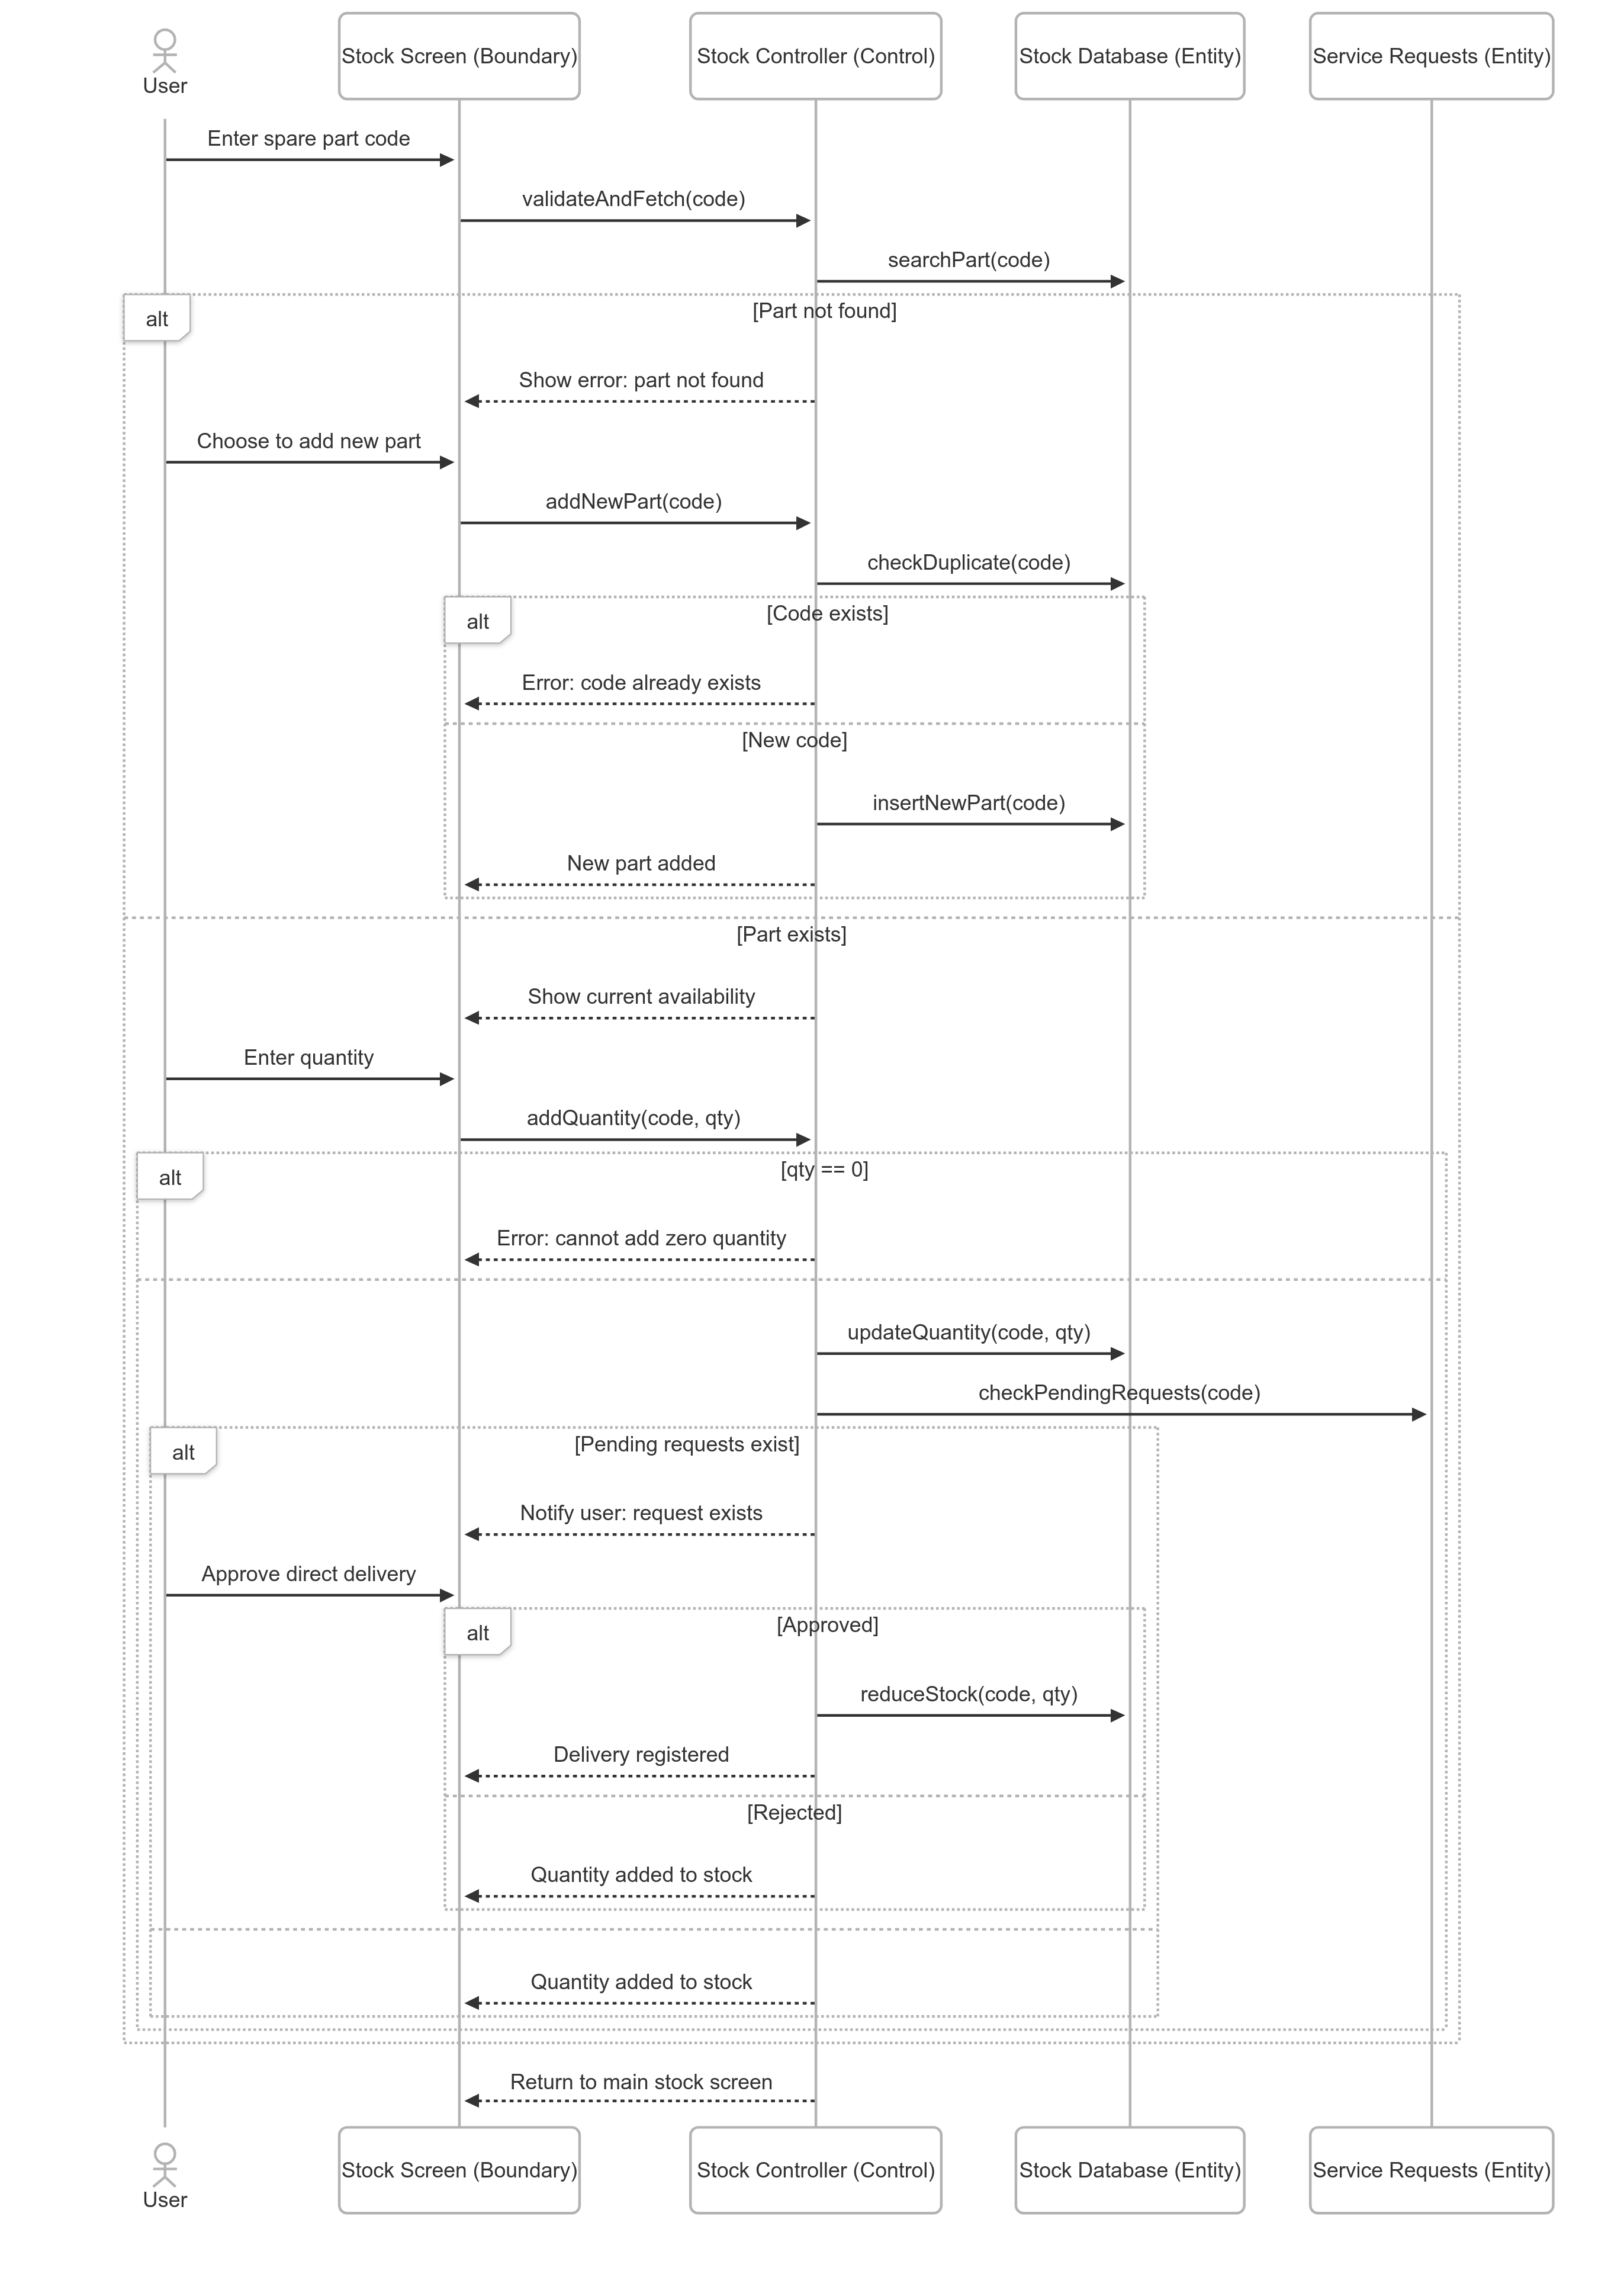 User
Stock Screen (Boundary)
Stock Controller (Control)
Stock Database (Entity)
Service Requests (Entity)
Enter spare part code
validateAndFetch(code)
searchPart(code)
alt
[Part not found]
Show error: part not found
Choose to add new part
addNewPart(code)
checkDuplicate(code)
alt
[Code exists]
Error: code already exists
[New code]
insertNewPart(code)
New part added
[Part exists]
Show current availability
Enter quantity
addQuantity(code, qty)
alt
[qty == 0]
Error: cannot add zero quantity
updateQuantity(code, qty)
checkPendingRequests(code)
alt
[Pending requests exist]
Notify user: request exists
Approve direct delivery
alt
[Approved]
reduceStock(code, qty)
Delivery registered
[Rejected]
Quantity added to stock
Quantity added to stock
Return to main stock screen
User
Stock Screen (Boundary)
Stock Controller (Control)
Stock Database (Entity)
Service Requests (Entity)